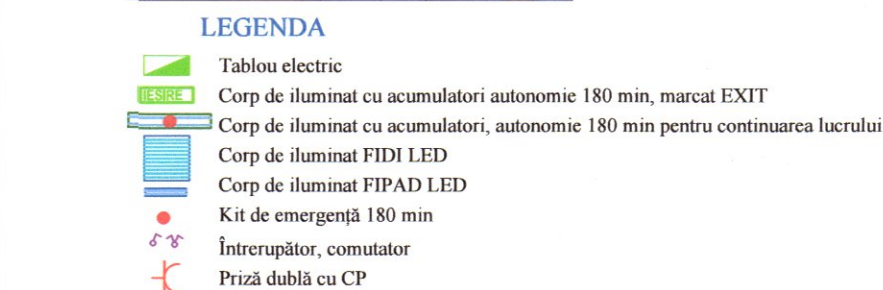 LEGENDA
Tablou electric
IESIRE Corp de iluminat cu acumulatori autonomie 180 min, marcat EXIT
Corp de iluminat cu acumulatori, autonomie 180 min pentru continuarea lucrului
Corp de iluminat FIDI LED
Corp de iluminat FIPAD LED
Kit de emergență 180 min
Întrerupător, comutator
Priză dublă cu CP